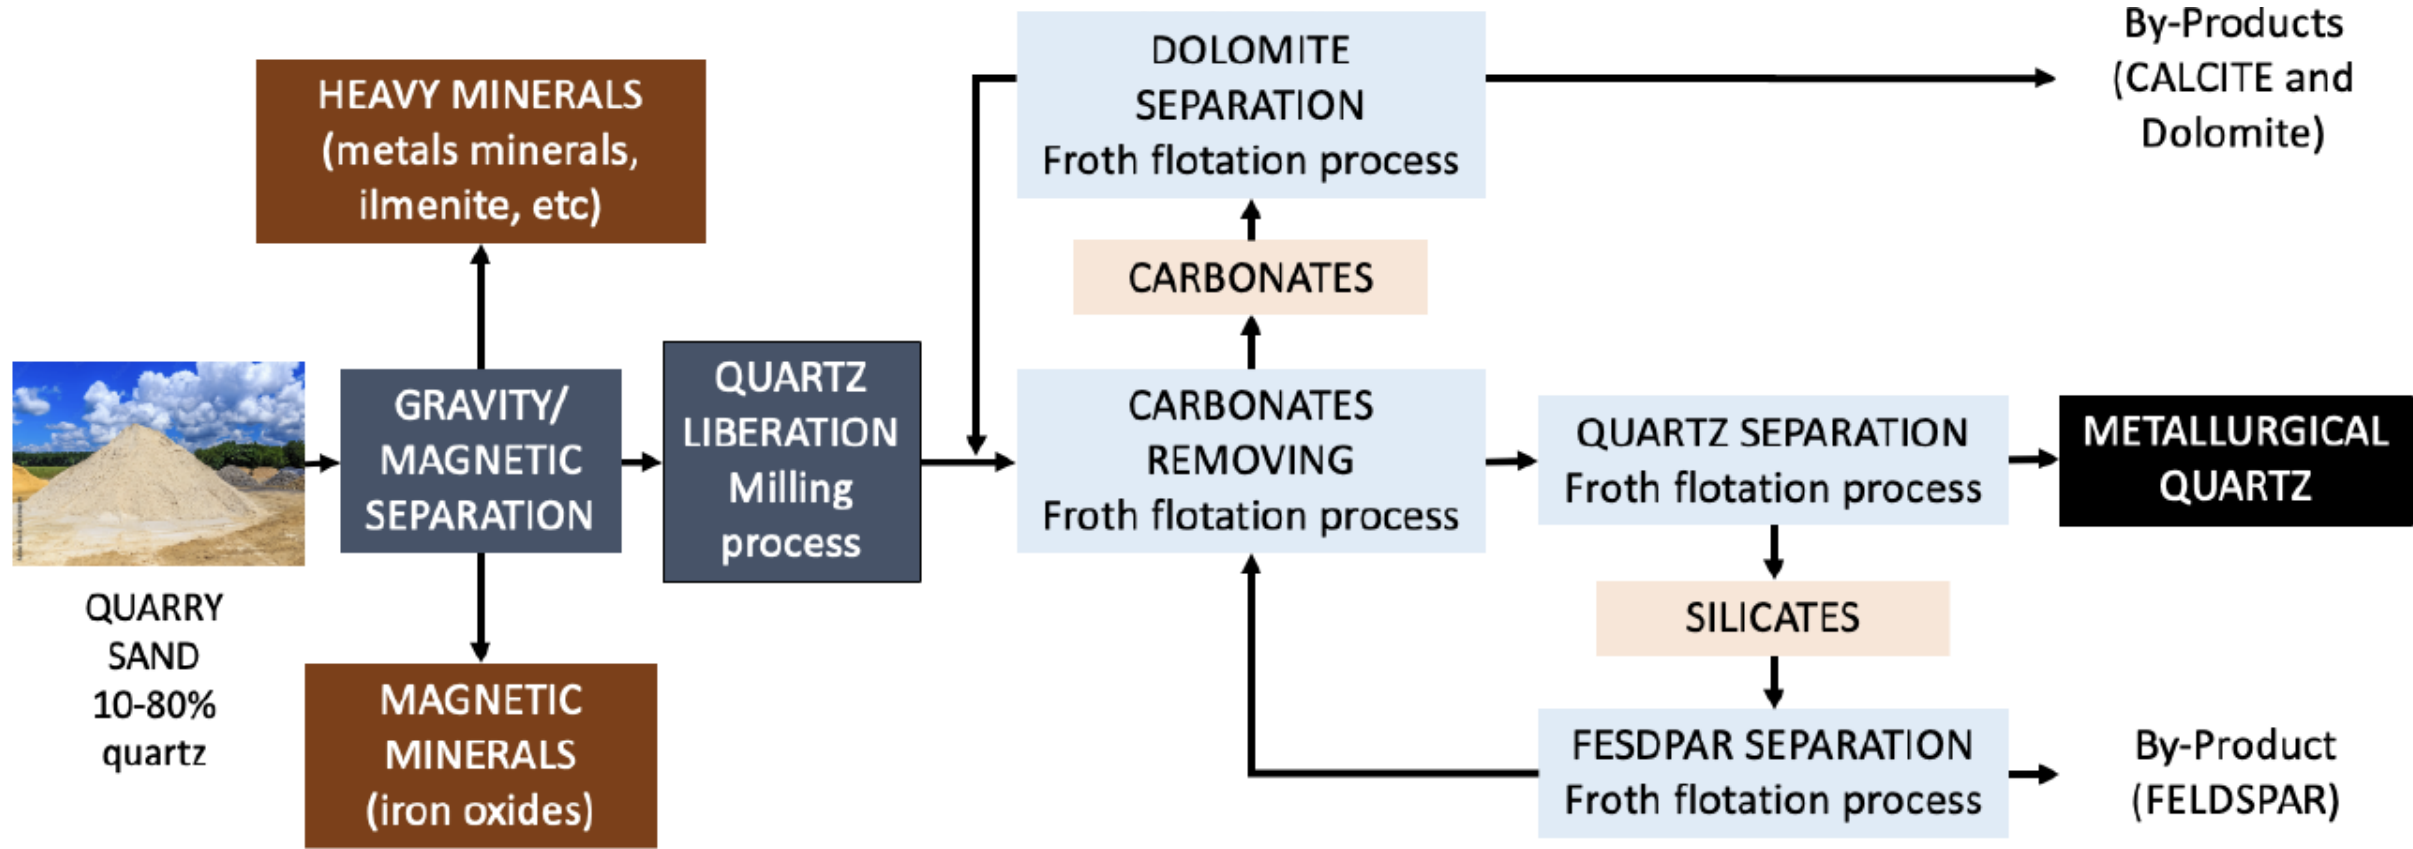 HEAVY MINERALS
(metals minerals,
ilmenite, etc)
QUARRY
SAND
10-80%
quartz
GRAVITY/
MAGNETIC
SEPARATION
MAGNETIC
MINERALS
(iron oxides)
QUARTZ
LIBERATION
Milling
process
DOLOMITE
SEPARATION
Froth flotation process
CARBONATES
CARBONATES
REMOVING
Froth flotation process
By-Products
(CALCITE and
Dolomite)
QUARTZ SEPARATION
Froth flotation process
METALLURGICAL
QUARTZ
SILICATES
FESDPAR SEPARATION
Froth flotation process
By-Product
(FELDSPAR)